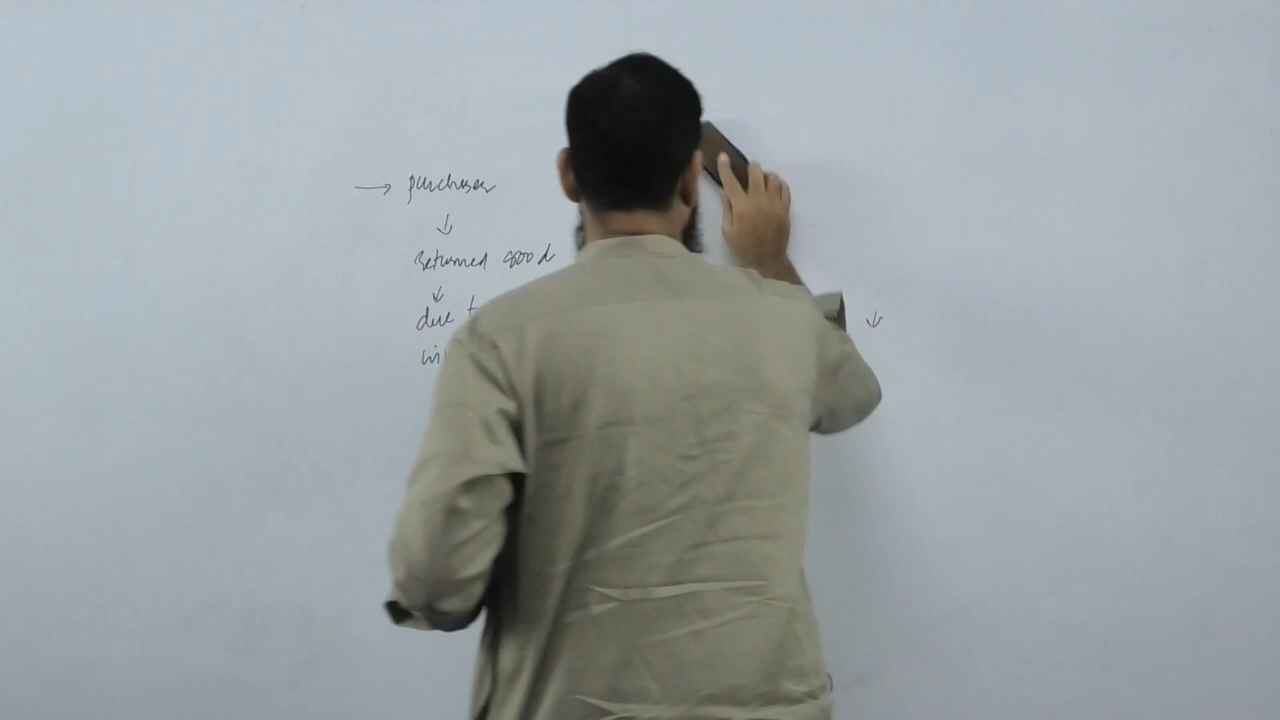 → purchaser
↓
Returned good
↓
due t
↓